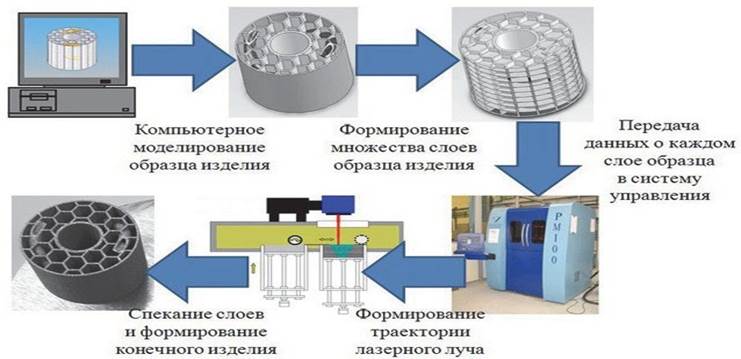 Компьютерное
моделирование
образца изделия
Формирование
множества слоев
образца изделия
Передача
данных о каждом
слое образца
в систему
управления
PM100
Формирование
траектории
лазерного луча
Спекание слоев
и формирование
конечного изделия